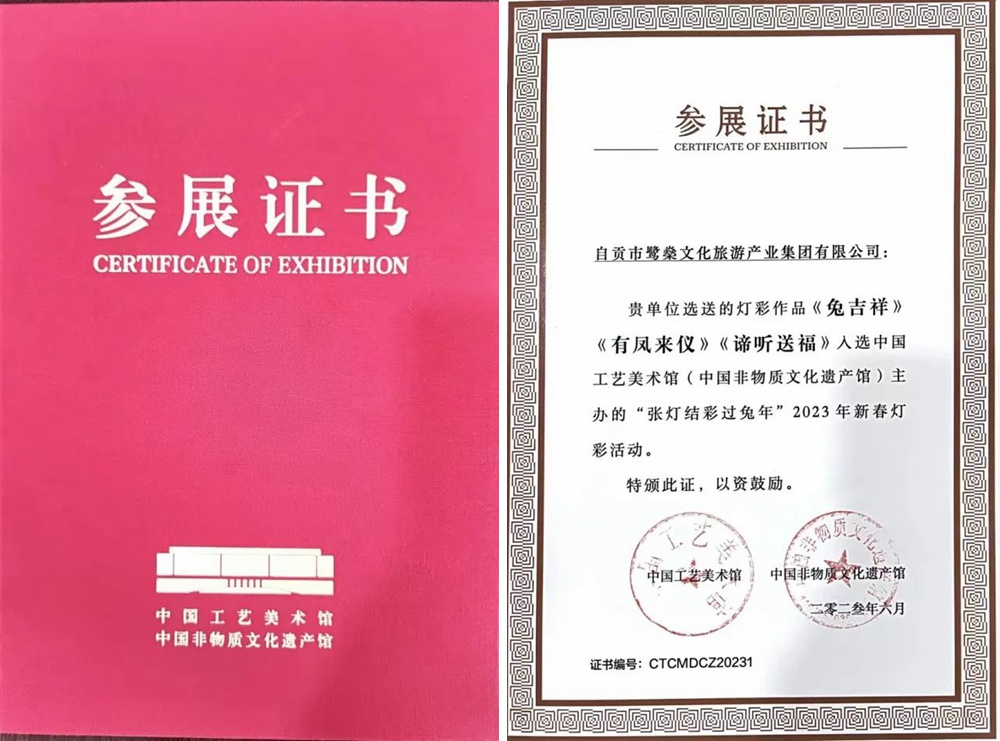 参展证书
CERTIFICATE OF EXHIBITION
中国工艺美术馆
中国非物质文化遗产馆
参展证书
CERTIFICATE OF EXHIBITION
自贡市鹭燊文化旅游产业集团有限公司：
贵单位选送的灯彩作品《兔吉祥》
《有凤来仪》《谛听送福》入选中国
工艺美术馆（中国非物质文化遗产馆）主
办的“张灯结彩过兔年”2023年新春灯
彩活动。
特颁此证，以资鼓励。
中国工艺美术馆
中国非物质文化遗产馆
二零二叁年六月
证书编号：CTCMDCZ20231